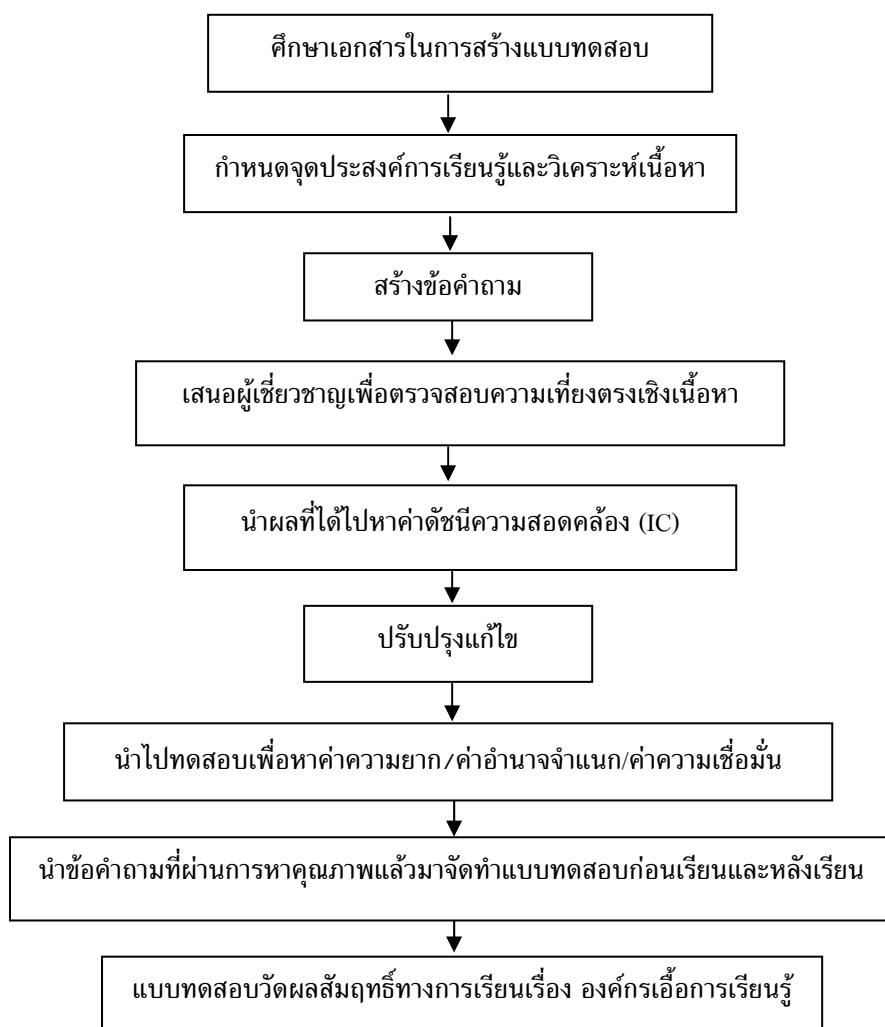 ศึกษาเอกสารในการสร้างแบบทดสอบ
กำหนดจุดประสงค์การเรียนรู้และวิเคราะห์เนื้อหา
สร้างข้อคำถาม
เสนอผู้เชี่ยวชาญเพื่อตรวจสอบความเที่ยงตรงเชิงเนื้อหา
นำผลที่ได้ไปหาค่าดัชนีความสอดคล้อง (IC)
ปรับปรุงแก้ไข
นำไปทดสอบเพื่อหาค่าความยาก/ค่าอำนาจจำแนก/ค่าความเชื่อมั่น
นำข้อคำถามที่ผ่านการหาคุณภาพแล้วมาจัดทำแบบทดสอบก่อนเรียนและหลังเรียน
แบบทดสอบวัดผลสัมฤทธิ์ทางการเรียนเรื่อง องค์กรเอื้อการเรียนรู้